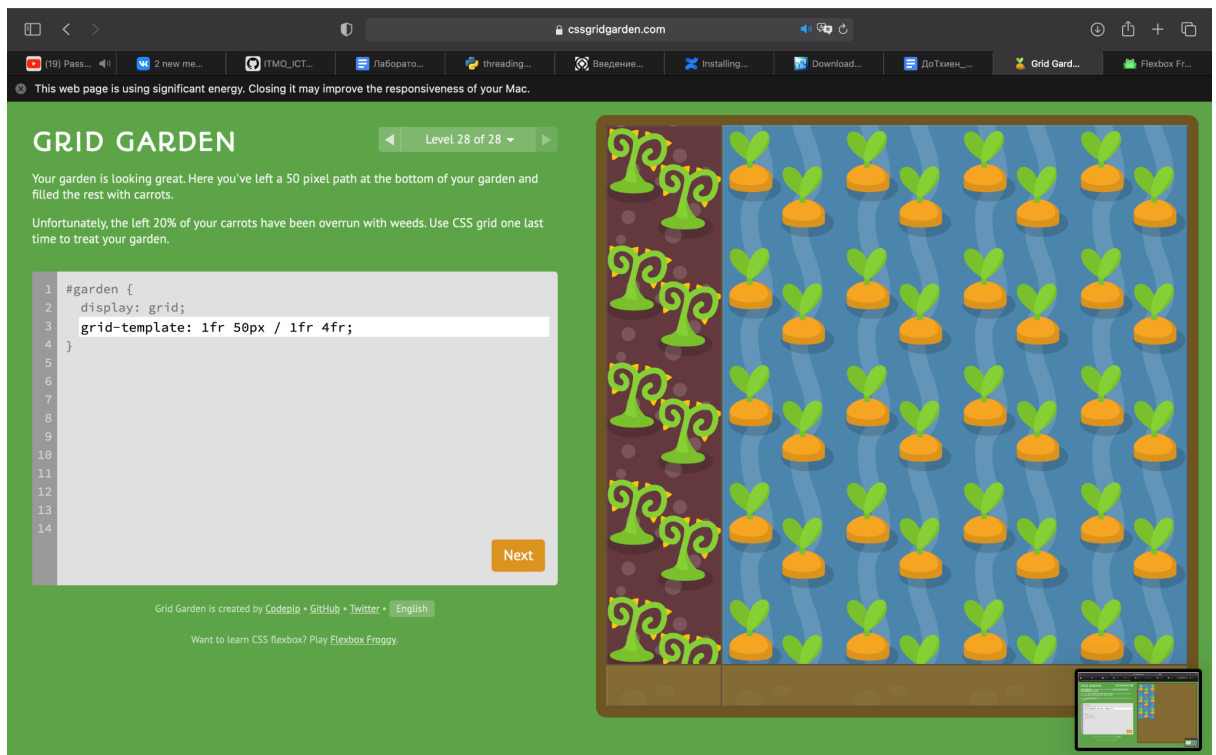 cssgridgarden.com
(19) Pass...
2 new me...
ITMO_ICT...
Лаборато...
threading...
Введение...
Installing...
Download...
ДоТхиен_...
Grid Gard...
Flexbox Fr...
This web page is using significant energy. Closing it may improve the responsiveness of your Mac.
GRID GARDEN
Level 28 of 28
Your garden is looking great. Here you've left a 50 pixel path at the bottom of your garden and
filled the rest with carrots.
Unfortunately, the left 20% of your carrots have been overrun with weeds. Use CSS grid one last
time to treat your garden.
1 #garden {
2 display: grid;
3 grid-template: 1fr 50px / 1fr 4fr;
4 }
5
6
7
8
9
10
11
12
13
14
Next
Grid Garden is created by Codepip • GitHub • Twitter • English
Want to learn CSS flexbox? Play Flexbox Froggy.